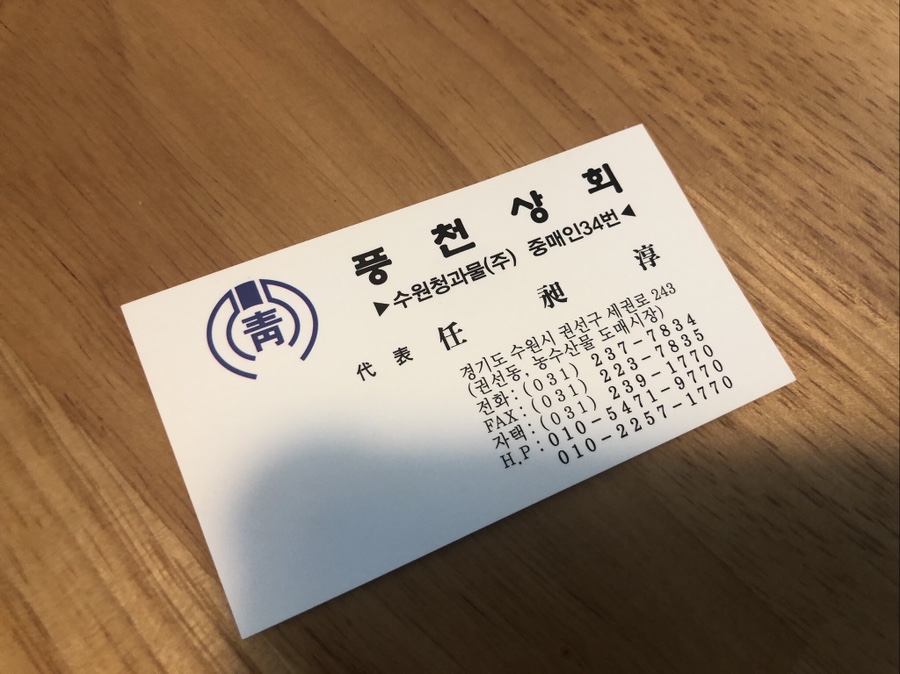 靑
풍천상회
▶수원청과물(주) 중매인34번◀
代表 任昶淳
경기도 수원시 권선구 세권로 243
(권선동, 농수산물 도매시장)
전화 : (031) 237-7834
FAX : (031) 223-7835
자택 : (031) 239-1770
H.P : 010-5471-9770
010-2257-1770